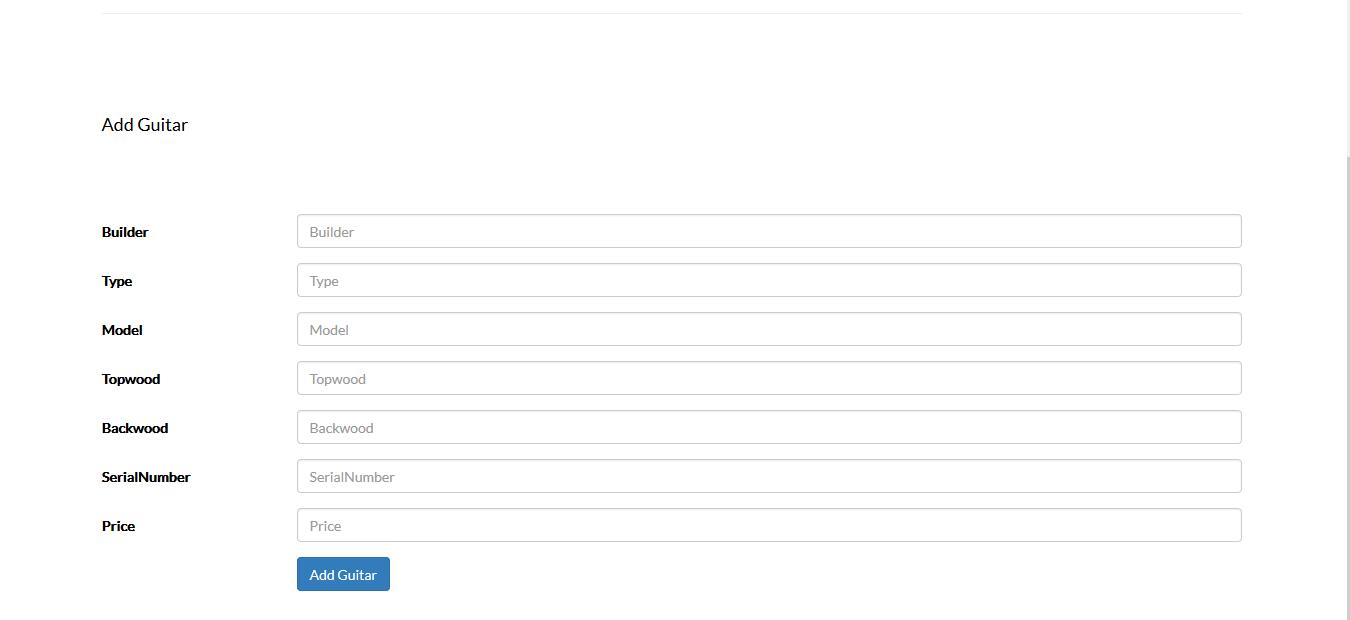 Add Guitar
Builder Builder
Type Type
Model Model
Topwood Topwood
Backwood Backwood
SerialNumber SerialNumber
Price Price
Add Guitar